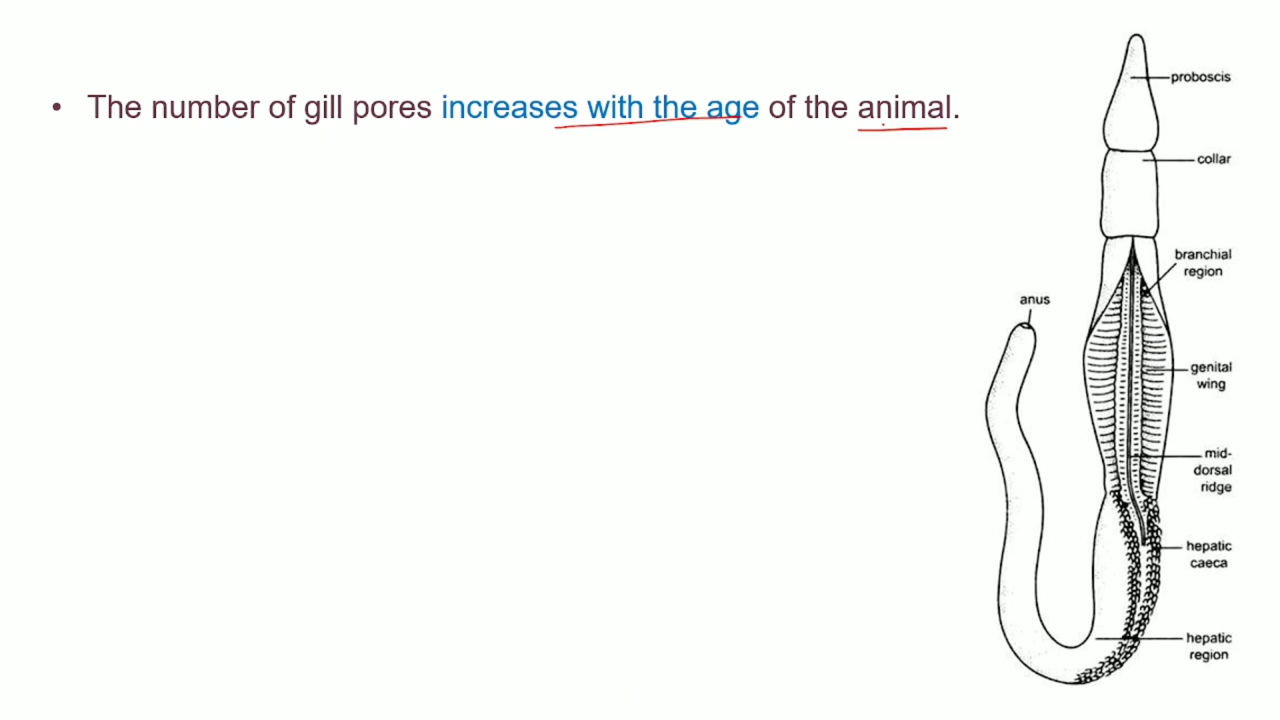 • The number of gill pores increases with the age of the animal.
proboscis
collar
branchial
region
anus
genital
wing
mid-
dorsal
ridge
hepatic
caeca
hepatic
region